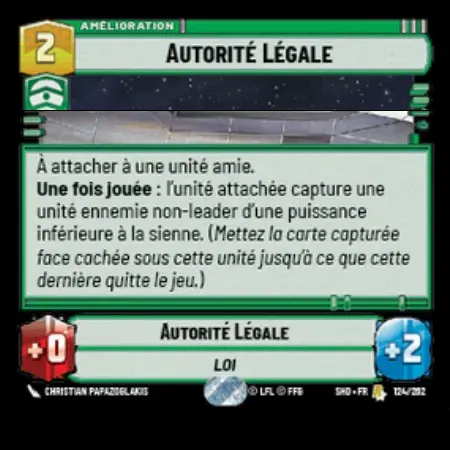 AMÉLIORATION
2
AUTORITÉ LÉGALE
À attacher à une unité amie.
Une fois jouée : l'unité attachée capture une
unité ennemie non-leader d'une puissance
inférieure à la sienne. (Mettez la carte capturée
face cachée sous cette unité jusqu'à ce que cette
dernière quitte le jeu.)
+0
AUTORITÉ LÉGALE
+2
LOI
CHRISTIAN PAPAZOGLAKIS
© LFL © FFG
SHD • FR
124/262